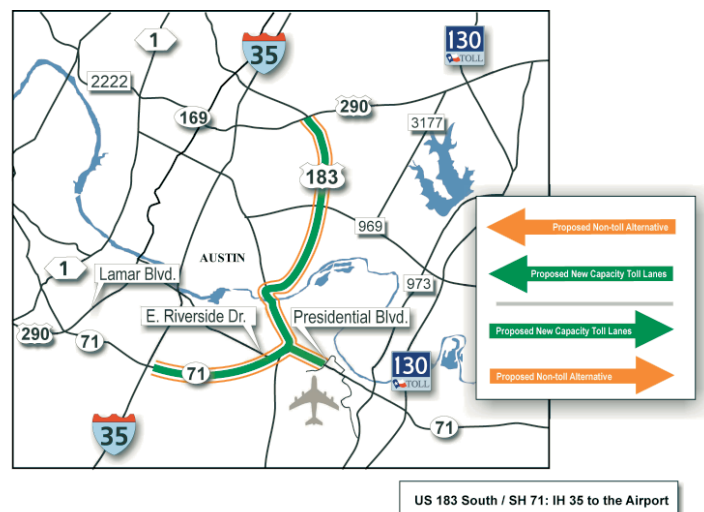 1
35
130
TOLL
2222
290
169
3177
183
969
AUSTIN
1
Lamar Blvd.
973
E. Riverside Dr.
Presidential Blvd.
290
71
71
130
TOLL
35
71
Proposed Non-toll Alternative
Proposed New Capacity Toll Lanes
Proposed New Capacity Toll Lanes
Proposed Non-toll Alternative
US 183 South / SH 71: IH 35 to the Airport